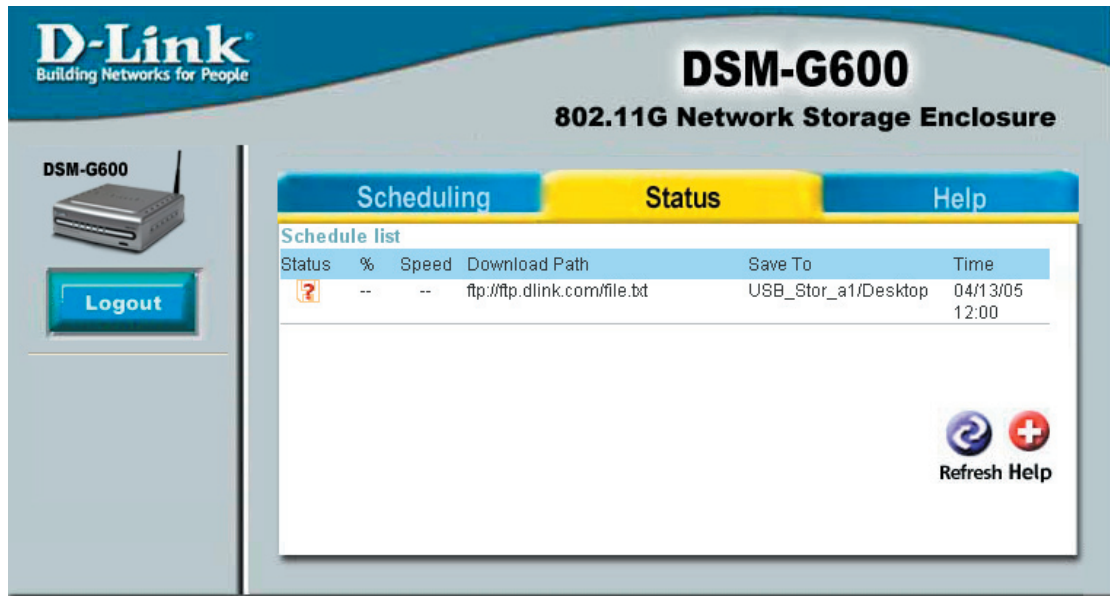 D-Link
Building Networks for People
DSM-G600
802.11G Network Storage Enclosure
DSM-G600
Logout
Scheduling Status Help
Schedule list
Status % Speed Download Path Save To Time
? -- -- ftp://ftp.dlink.com/file.txt USB_Stor_a1/Desktop 04/13/05
12:00
Refresh Help